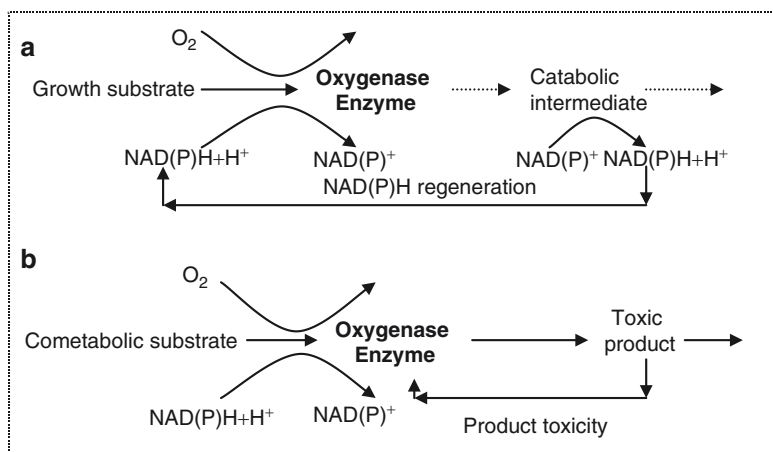 a
O2
Growth substrate
Oxygenase
Enzyme
Catabolic
intermediate
NAD(P)H+H+
NAD(P)+
NAD(P)+
NAD(P)H+H+
NAD(P)H regeneration
b
O2
Cometabolic substrate
Oxygenase
Enzyme
Toxic
product
NAD(P)H+H+
NAD(P)+
Product toxicity